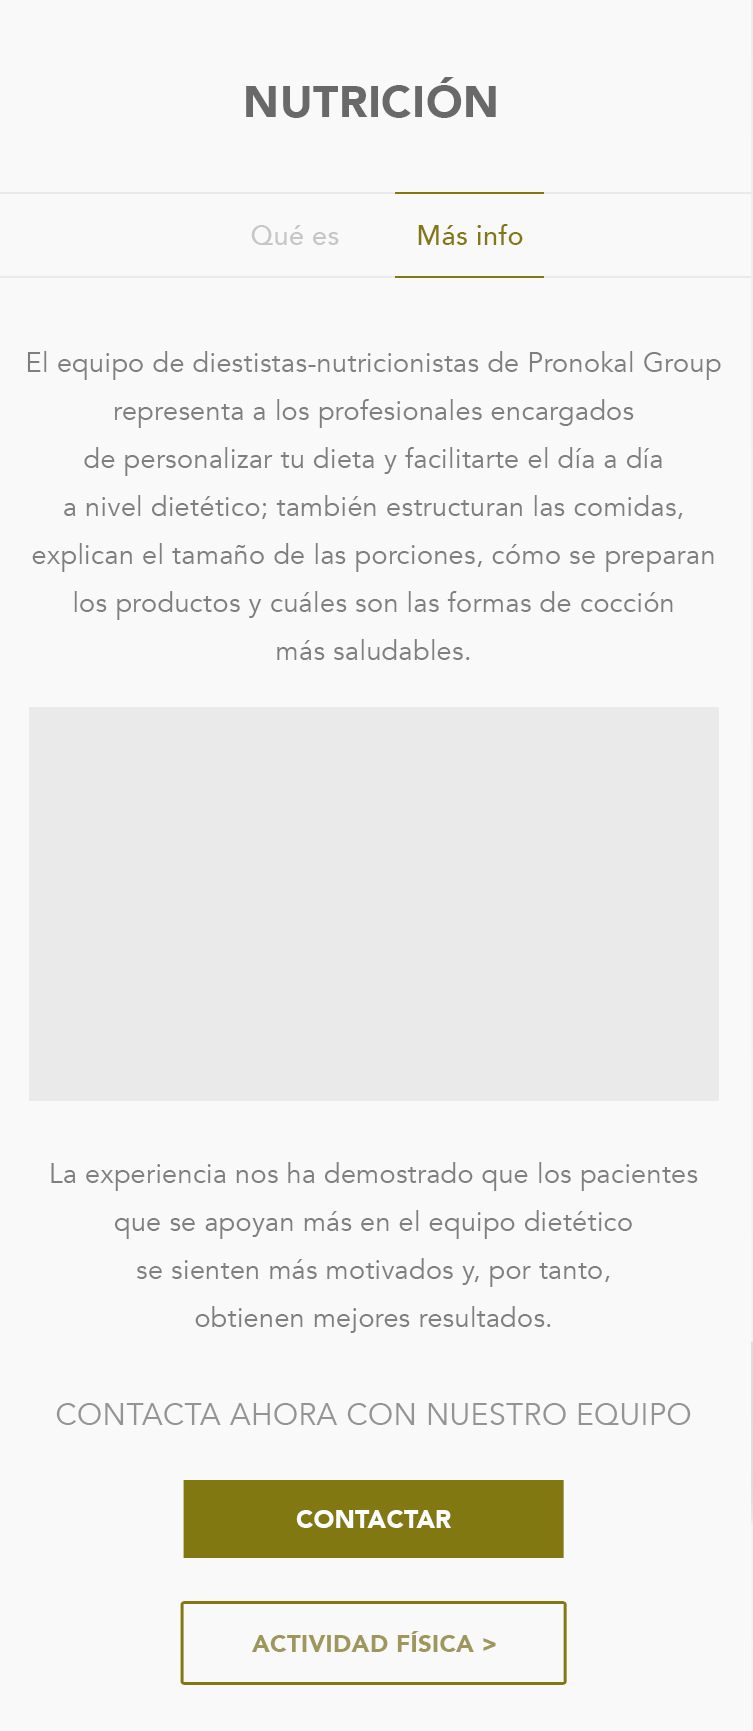 NUTRICIÓN
Qué es
Más info
El equipo de diestistas-nutricionistas de Pronokal Group
representa a los profesionales encargados
de personalizar tu dieta y facilitarte el día a día
a nivel dietético; también estructuran las comidas,
explican el tamaño de las porciones, cómo se preparan
los productos y cuáles son las formas de cocción
más saludables.
La experiencia nos ha demostrado que los pacientes
que se apoyan más en el equipo dietético
se sienten más motivados y, por tanto,
obtienen mejores resultados.
CONTACTA AHORA CON NUESTRO EQUIPO
CONTACTAR
ACTIVIDAD FÍSICA >